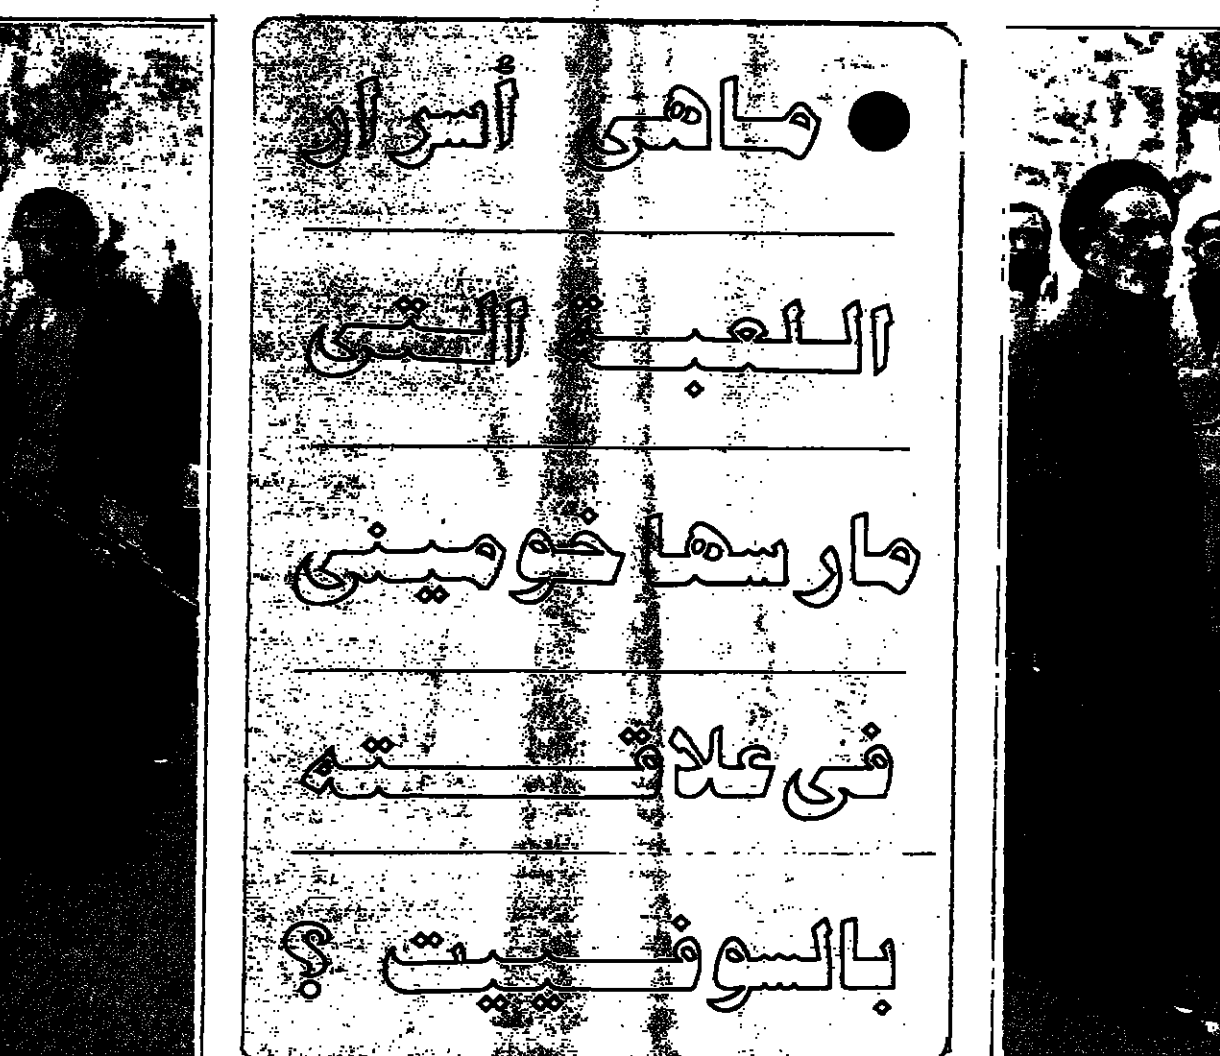 ● ماهى أسرار
اللعبة التى
مارسها خومينى
فى علاقته
بالسوفييت ؟